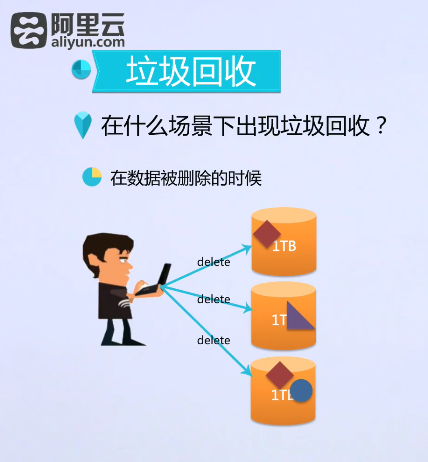 阿里云
aliyun.com
垃圾回收
在什么场景下出现垃圾回收？
在数据被删除的时候
1TB
delete
delete
1T
delete
1T